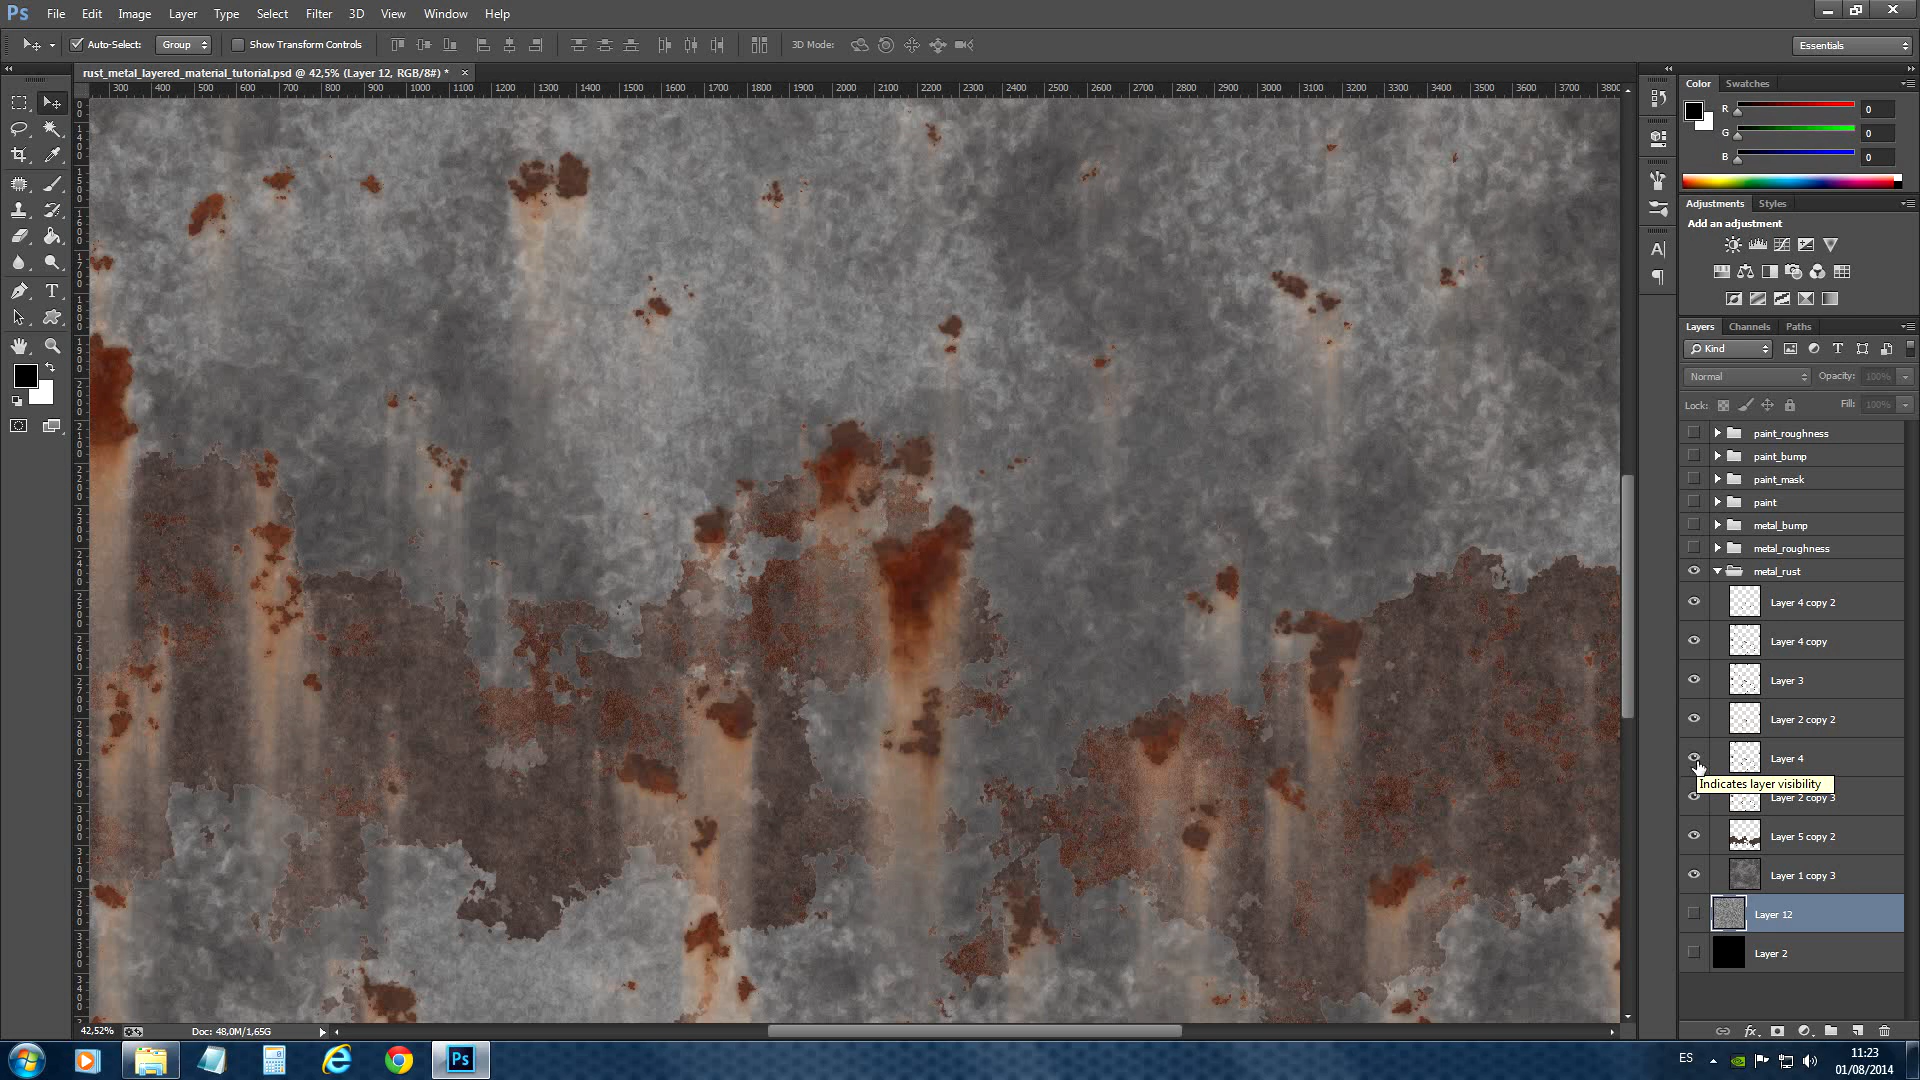 Ps File Edit Image Layer Type Select Filter 3D View Window Help
Auto-Select: Group Show Transform Controls 3D Mode: Essentials
rust_metal_layered_material_tutorial.psd @ 42,5% (Layer 12, RGB/8#) * ×
300 400 500 600 700 800 900 1000 1100 1200 1300 1400 1500 1600 1700 1800 1900 2000 2100 2200 2300 2400 2500 2600 2700 2800 2900 3000 3100 3200 3300 3400 3500 3600 3700 3800
Color Swatches
R 0
G 0
B 0
Adjustments Styles
Add an adjustment
Layers Channels Paths
Kind
Normal Opacity: 100%
Lock: Fill: 100%
paint_roughness
paint_bump
paint_mask
paint
metal_bump
metal_roughness
metal_rust
Layer 4 copy 2
Layer 4 copy
Layer 3
Layer 2 copy 2
Layer 4
Indicates layer visibility
Layer 2 copy 3
Layer 5 copy 2
Layer 1 copy 3
Layer 12
Layer 2
42,52% Doc: 48,0M/1,65G
Ps
ES
11:23
01/08/2014